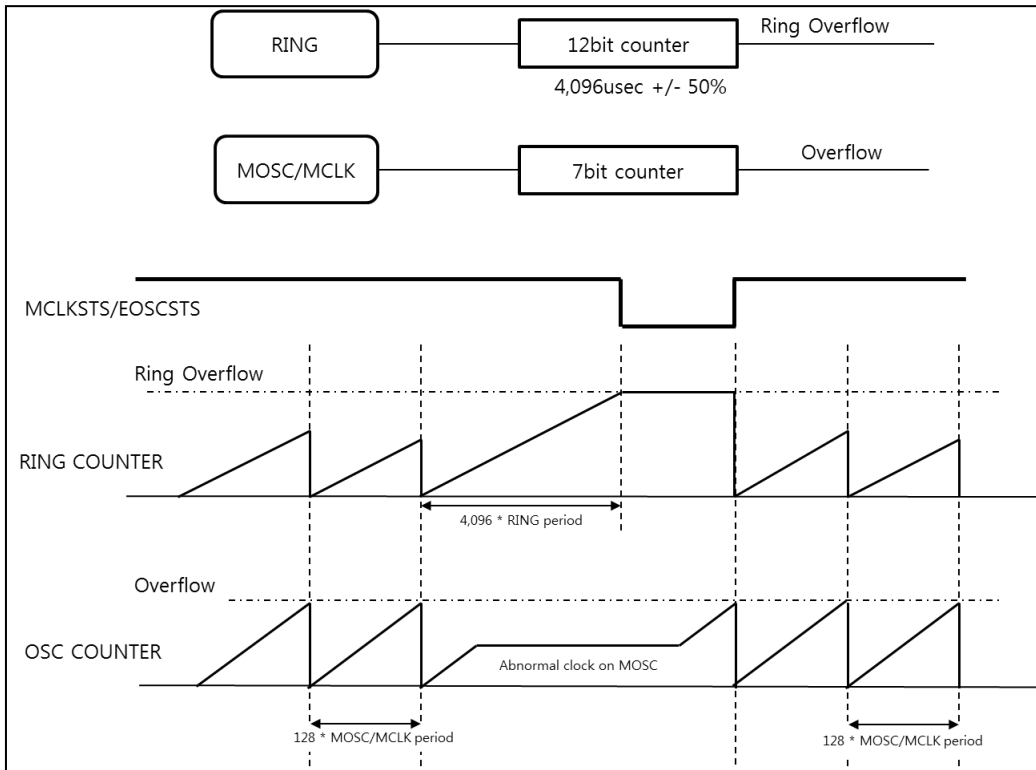 RING
12bit counter
Ring Overflow
4,096usec +/- 50%
MOSC/MCLK
7bit counter
Overflow
MCLKSTS/EOSCSTS
Ring Overflow
RING COUNTER
4,096 * RING period
Overflow
OSC COUNTER
Abnormal clock on MOSC
128 * MOSC/MCLK period
128 * MOSC/MCLK period